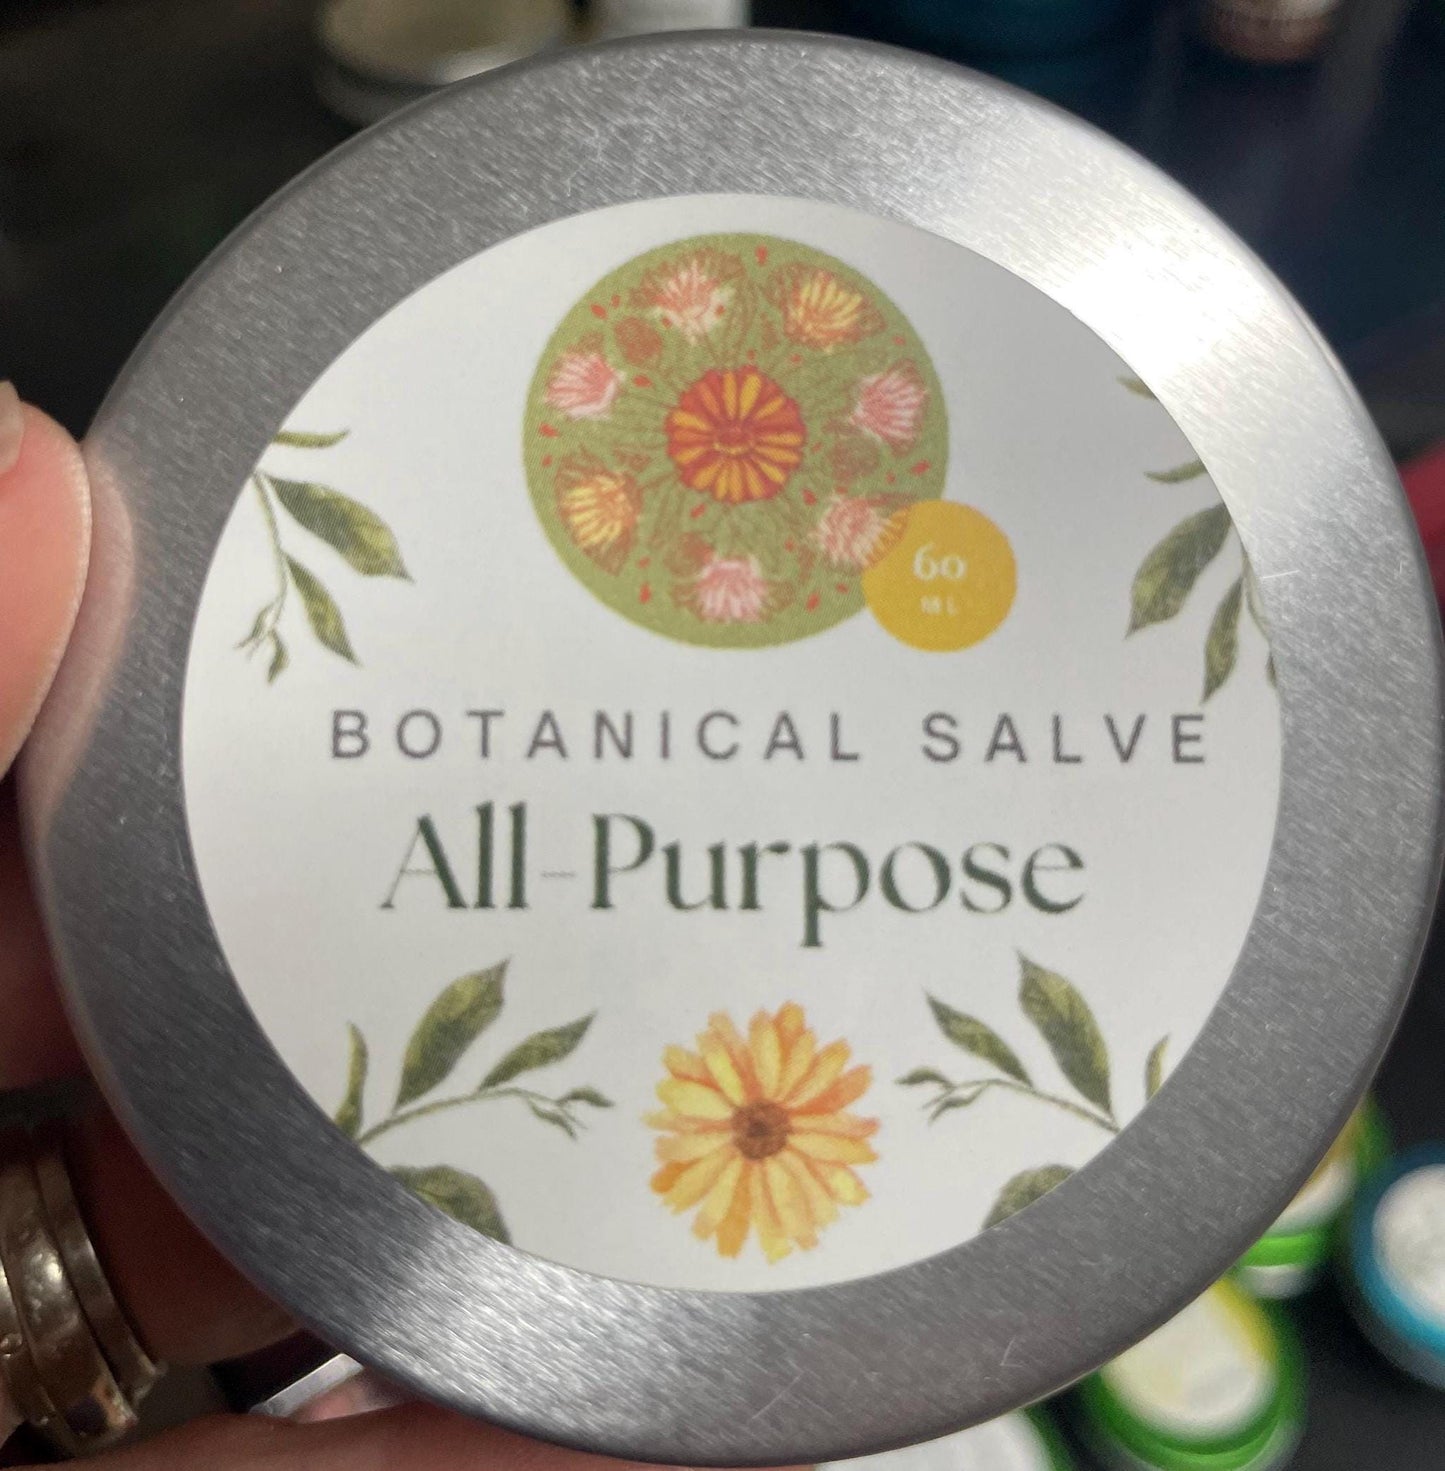 60
ML
BOTANICAL SALVE
All-Purpose